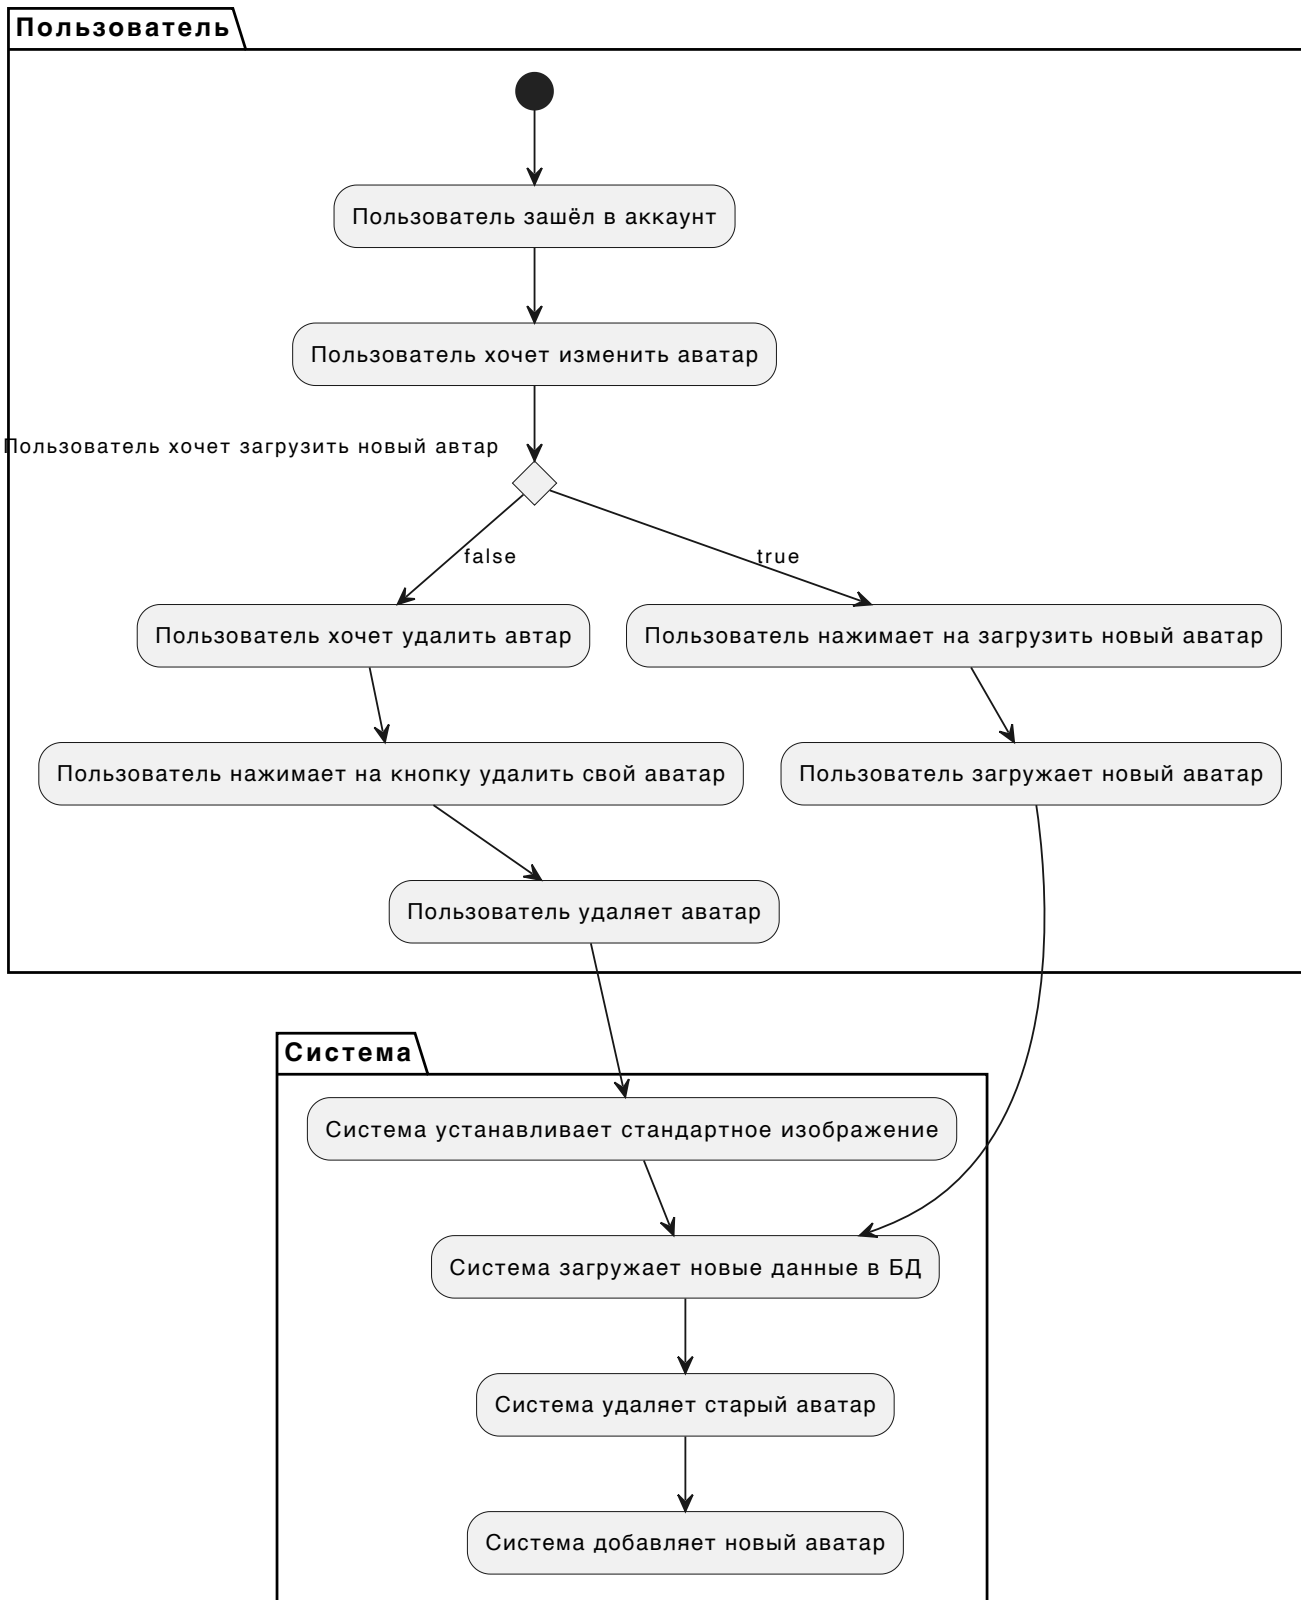 Пользователь
Пользователь зашёл в аккаунт
Пользователь хочет изменить аватар
Пользователь хочет загрузить новый автар
false
true
Пользователь хочет удалить автар
Пользователь нажимает на загрузить новый аватар
Пользователь нажимает на кнопку удалить свой аватар
Пользователь загружает новый аватар
Пользователь удаляет аватар
Система
Система устанавливает стандартное изображение
Система загружает новые данные в БД
Система удаляет старый аватар
Система добавляет новый аватар